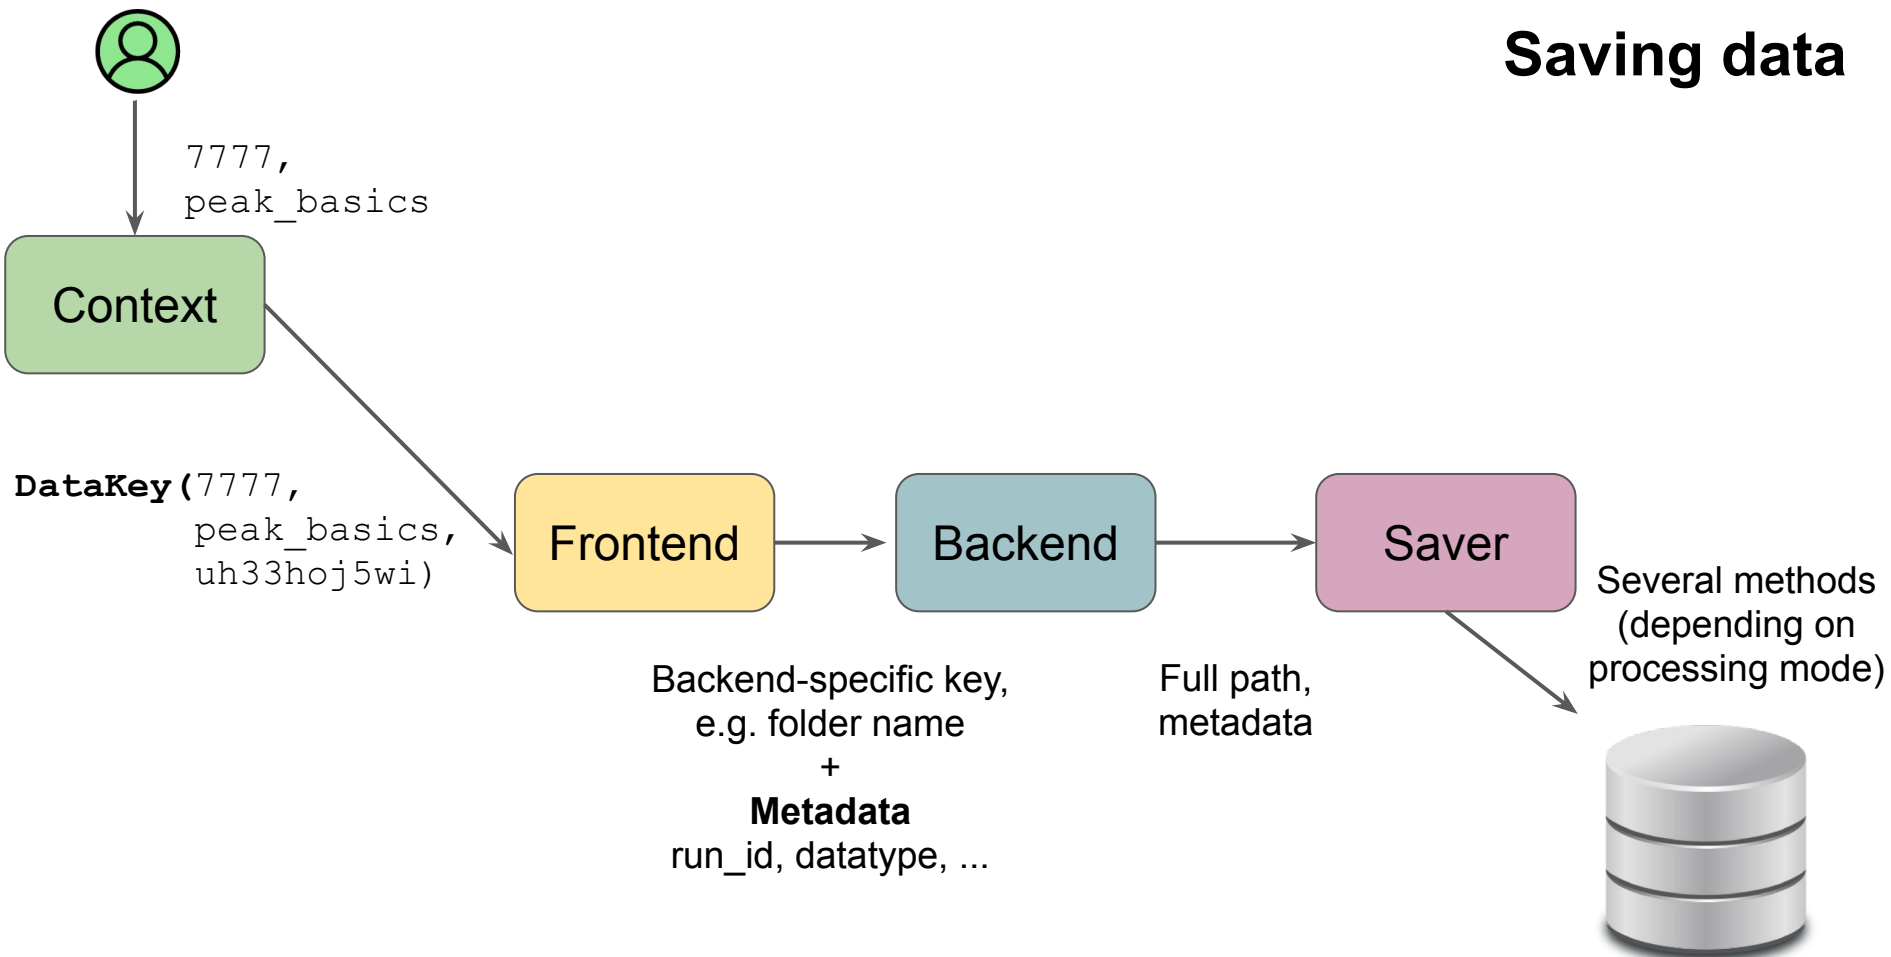 Saving data
7777,
peak_basics
Context
DataKey(7777,
peak_basics,
uh33hoj5wi)
Frontend
Backend
Saver
Several methods
(depending on
processing mode)
Backend-specific key,
e.g. folder name
+
Metadata
run_id, datatype, ...
Full path,
metadata